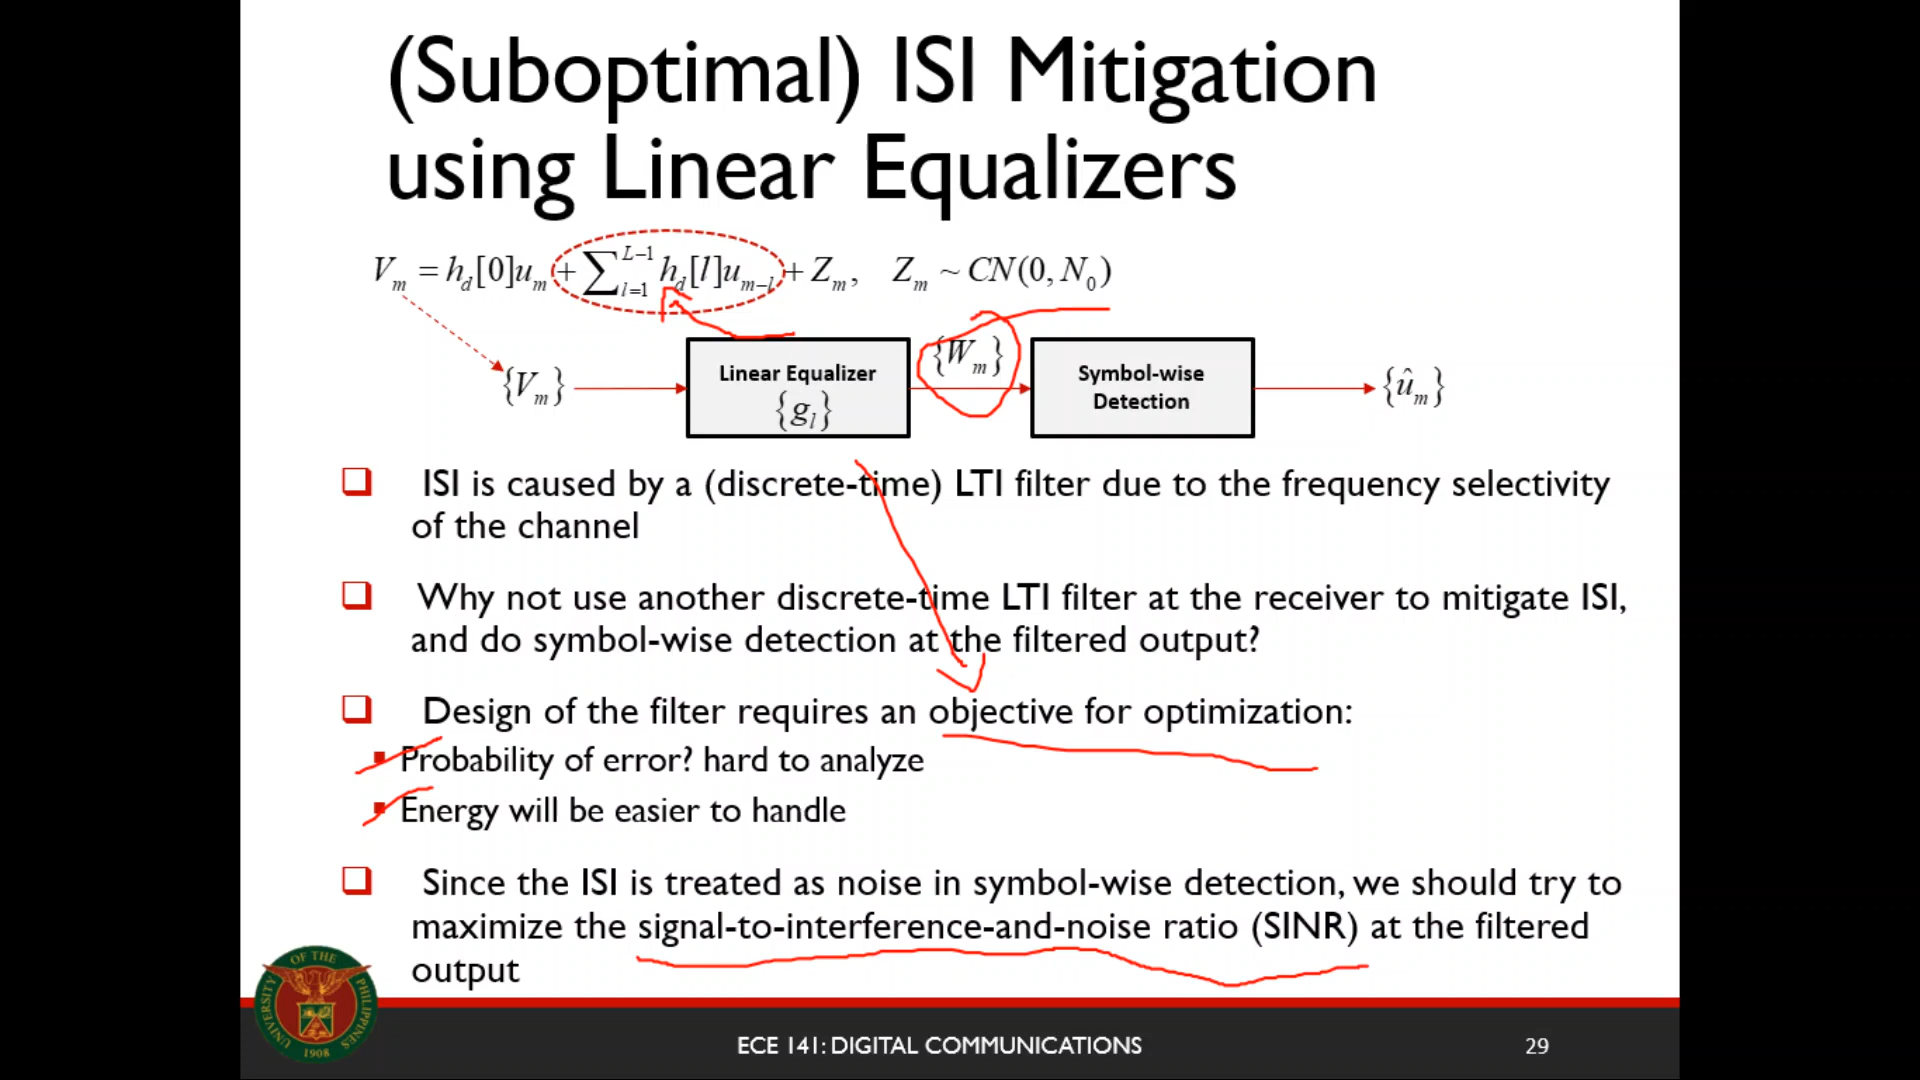 (Suboptimal) ISI Mitigation
using Linear Equalizers
V_m = h_d[0]u_m + ∑_{l=1}^{L-1} h_d[l]u_{m-l} + Z_m, Z_m ~ CN(0, N_0)
{V_m}
Linear Equalizer
{g_l}
{W_m}
Symbol-wise
Detection
{û_m}
ISI is caused by a (discrete-time) LTI filter due to the frequency selectivity
of the channel
Why not use another discrete-time LTI filter at the receiver to mitigate ISI,
and do symbol-wise detection at the filtered output?
Design of the filter requires an objective for optimization:
Probability of error? hard to analyze
Energy will be easier to handle
Since the ISI is treated as noise in symbol-wise detection, we should try to
maximize the signal-to-interference-and-noise ratio (SINR) at the filtered
output
UNIVERSITY OF THE PHILIPPINES
1908
ECE 141: DIGITAL COMMUNICATIONS
29